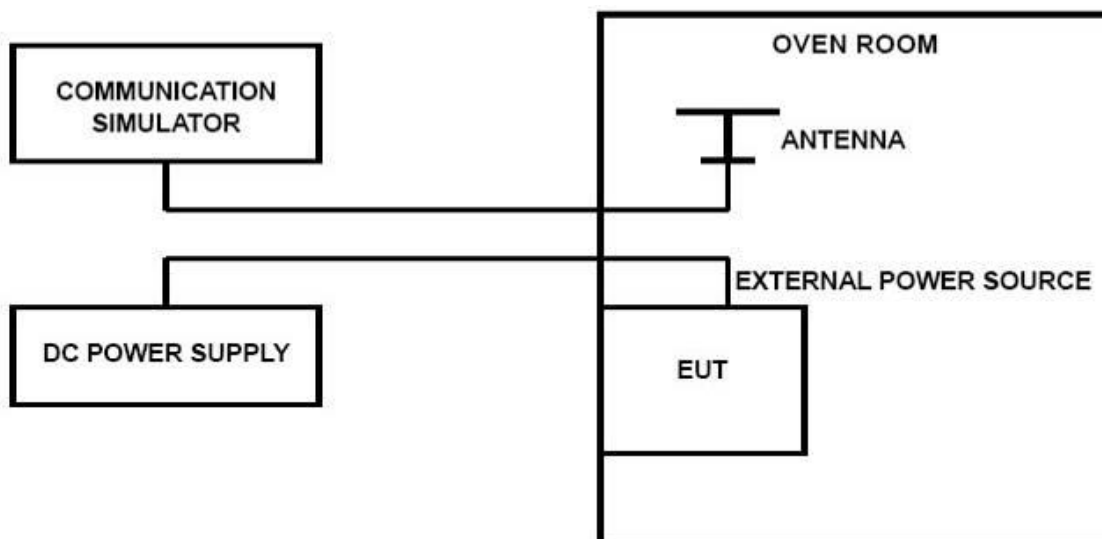 OVEN ROOM
COMMUNICATION
SIMULATOR
ANTENNA
EXTERNAL POWER SOURCE
DC POWER SUPPLY
EUT